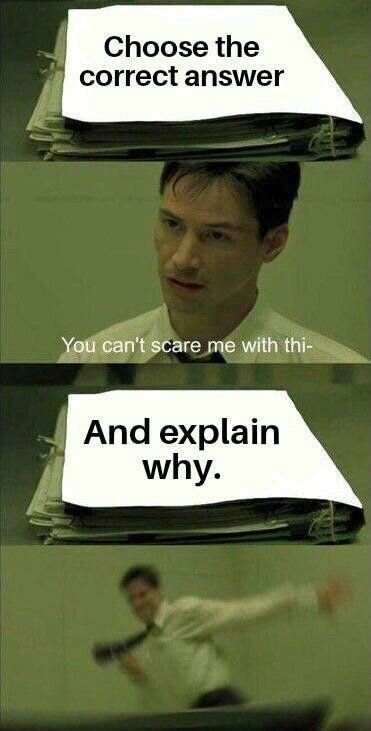 Choose the
correct answer
You can't scare me with thi-
And explain
why.